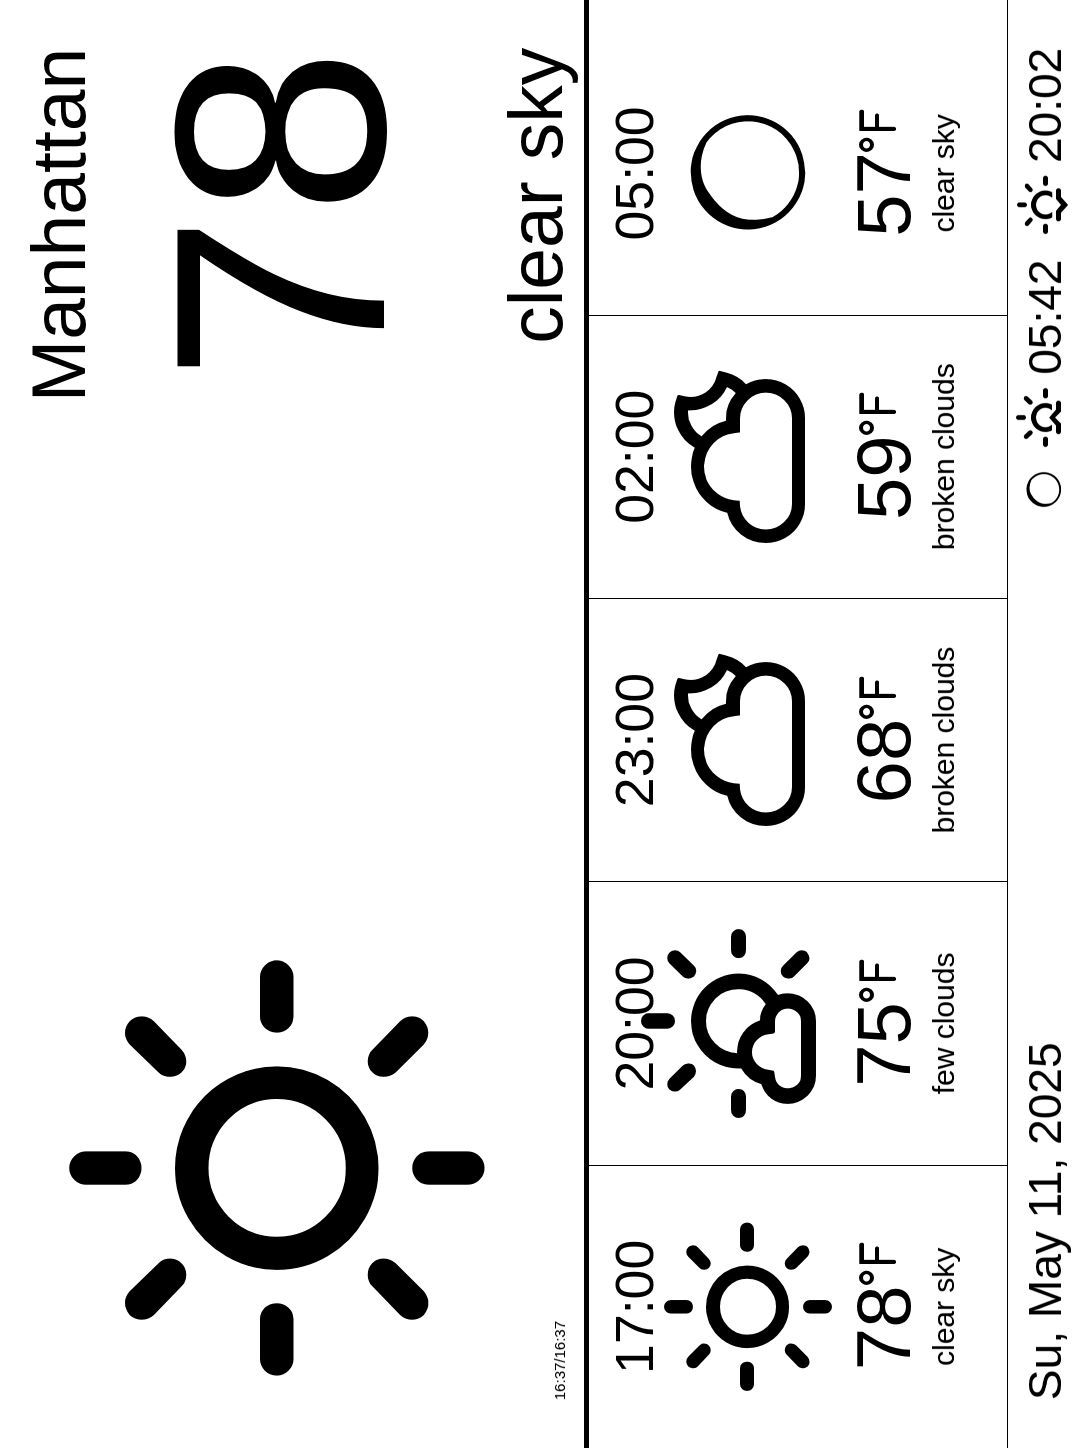 Manhattan
78
clear sky
16:37/16:37
17:00
78°F
clear sky
20:00
75°F
few clouds
23:00
68°F
broken clouds
02:00
59°F
broken clouds
05:00
57°F
clear sky
Su, May 11, 2025
05:42
20:02